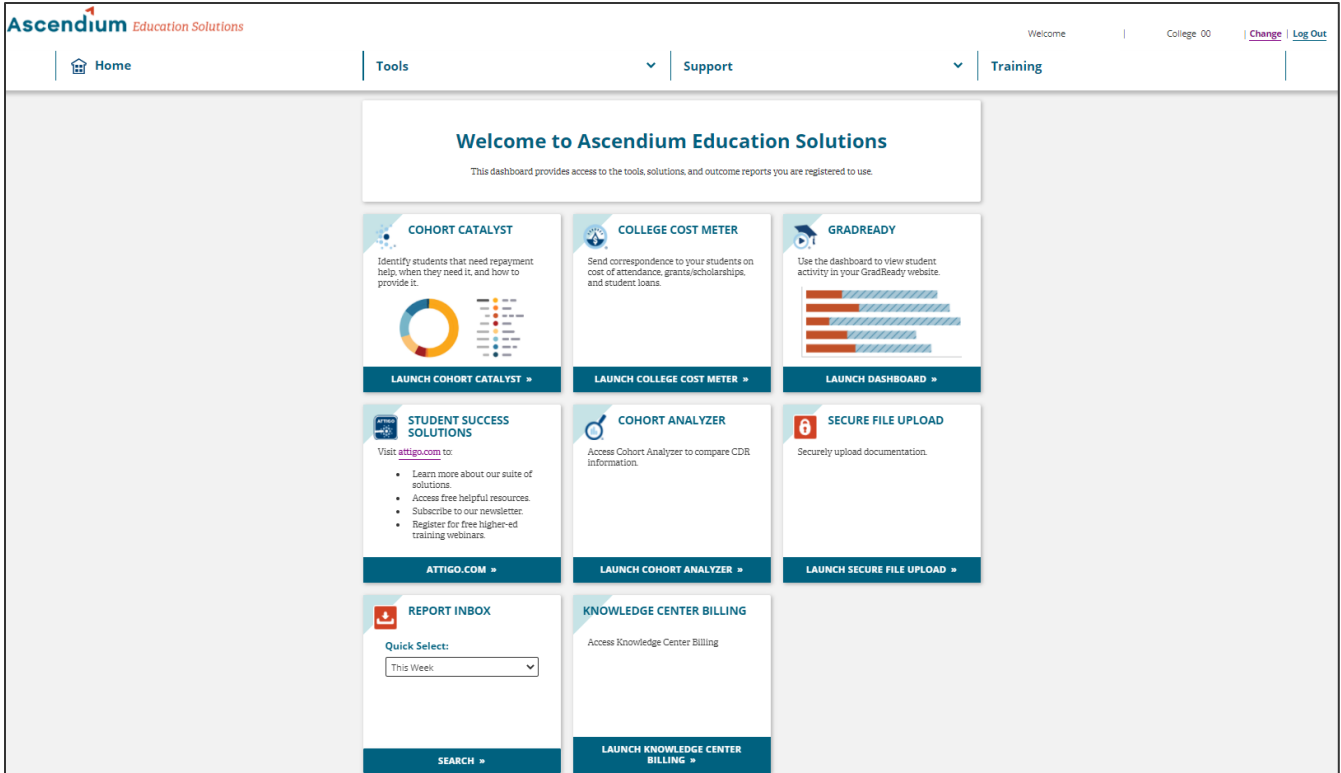 Ascendium Education Solutions
Welcome | College 00 | Change | Log Out
Home
Tools
Support
Training
Welcome to Ascendium Education Solutions
This dashboard provides access to the tools, solutions, and outcome reports you are registered to use.
COHORT CATALYST
Identify students that need repayment
help, when they need it, and how to
provide it.
LAUNCH COHORT CATALYST »
COLLEGE COST METER
Send correspondence to your students on
cost of attendance, grants/scholarships,
and student loans.
LAUNCH COLLEGE COST METER »
GRADREADY
Use the dashboard to view student
activity in your GradReady website.
LAUNCH DASHBOARD »
ATTIGO
STUDENT SUCCESS
SOLUTIONS
Visit attigo.com to:
• Learn more about our suite of
solutions.
• Access free helpful resources.
• Subscribe to our newsletter.
• Register for free higher-ed
training webinars.
ATTIGO.COM »
COHORT ANALYZER
Access Cohort Analyzer to compare CDR
information.
LAUNCH COHORT ANALYZER »
SECURE FILE UPLOAD
Securely upload documentation.
LAUNCH SECURE FILE UPLOAD »
REPORT INBOX
Quick Select:
This Week
SEARCH »
KNOWLEDGE CENTER BILLING
Access Knowledge Center Billing
LAUNCH KNOWLEDGE CENTER
BILLING »